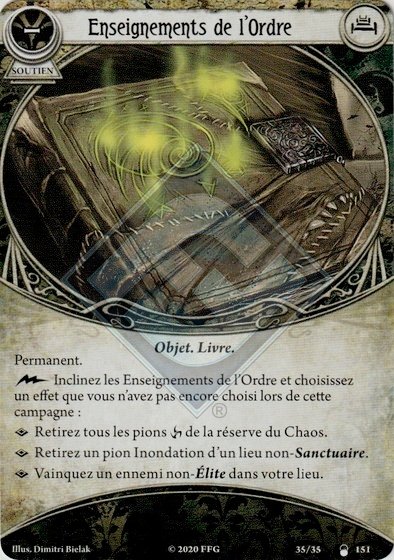 Enseignements de l'Ordre
SOUTIEN
Objet. Livre.
Permanent.
Inclinez les Enseignements de l'Ordre et choisissez
un effet que vous n'avez pas encore choisi lors de cette
campagne :
Retirez tous les pions de la réserve du Chaos.
Retirez un pion Inondation d'un lieu non-Sanctuaire.
Vainquez un ennemi non-Élite dans votre lieu.
®
Illus. Dimitri Bielak © 2020 FFG 35/35 151